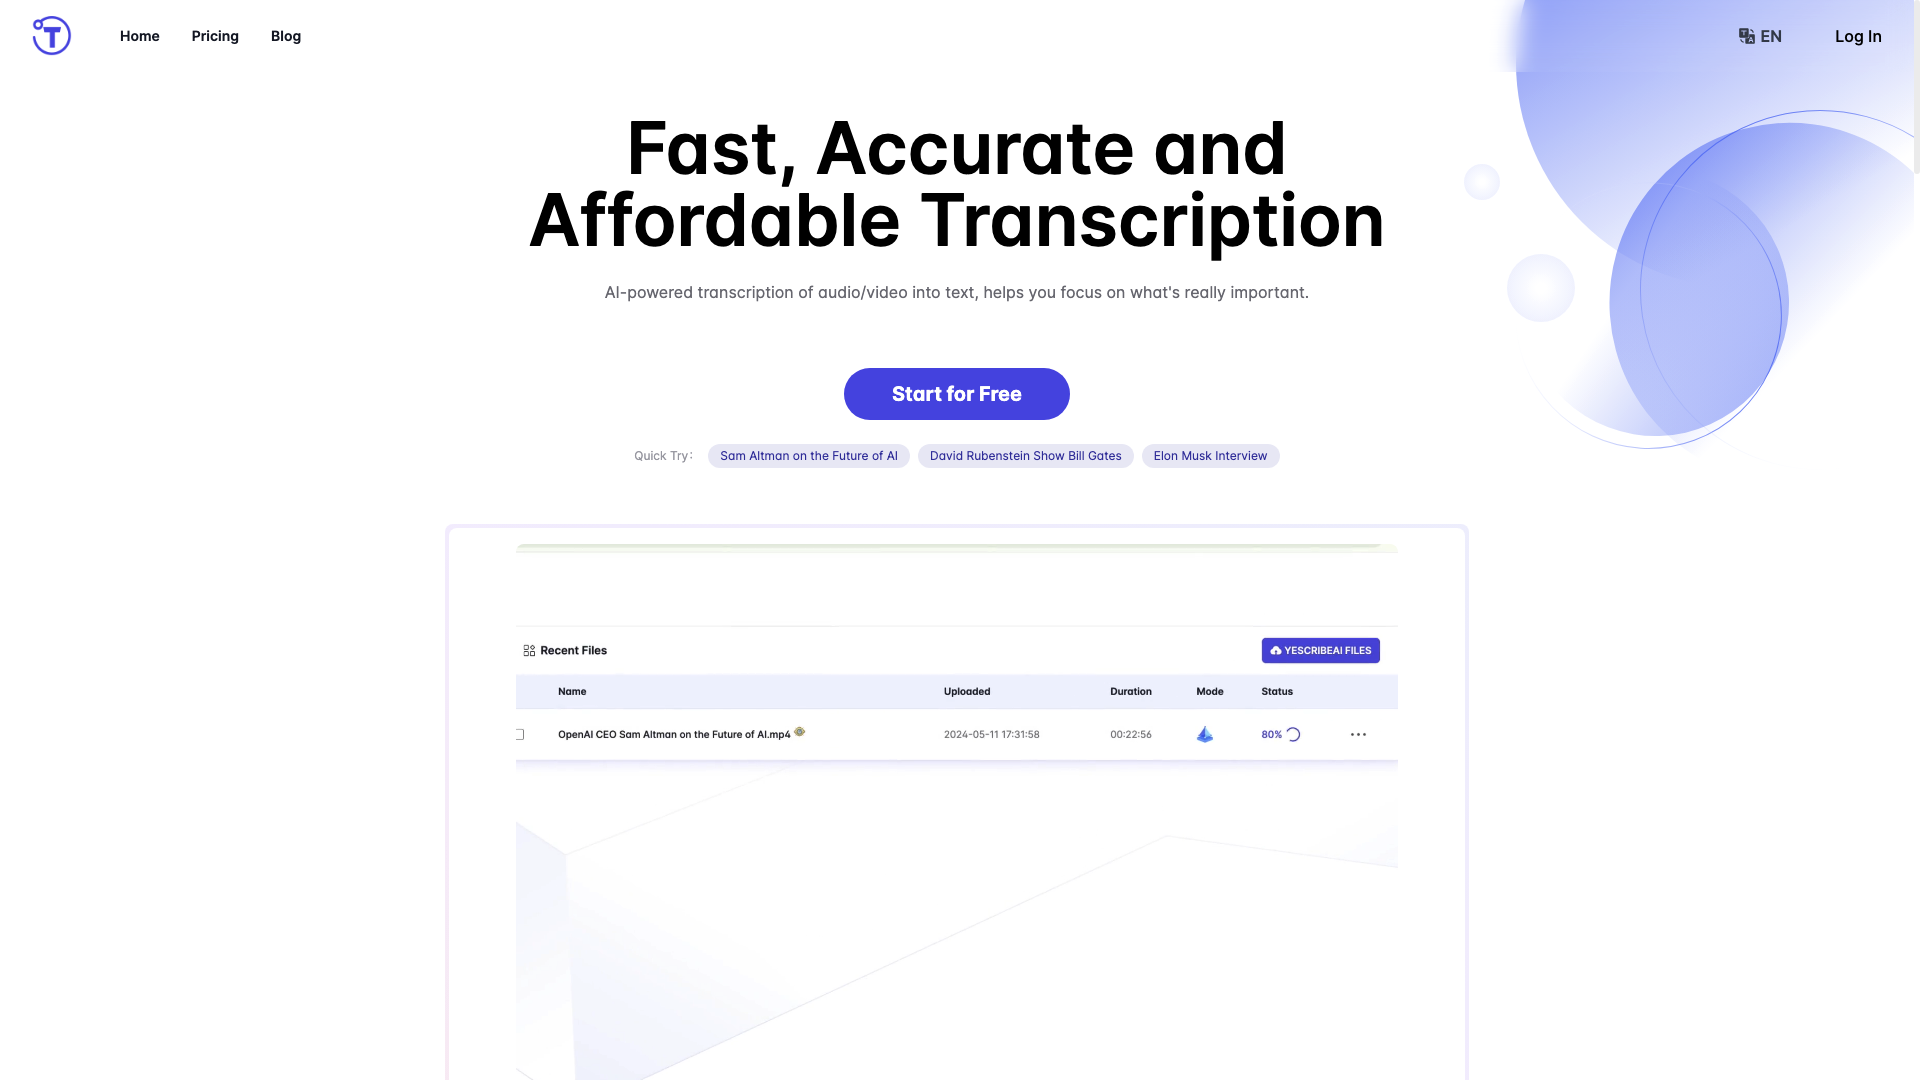 T
Home
Pricing
Blog
EN
Log In
Fast, Accurate and
Affordable Transcription
AI-powered transcription of audio/video into text, helps you focus on what's really important.
Start for Free
Quick Try:
Sam Altman on the Future of AI
David Rubenstein Show Bill Gates
Elon Musk Interview
Recent Files
YESCRIBEAI FILES
Name
Uploaded
Duration
Mode
Status
OpenAI CEO Sam Altman on the Future of AI.mp4
2024-05-11 17:31:58
00:22:56
80%